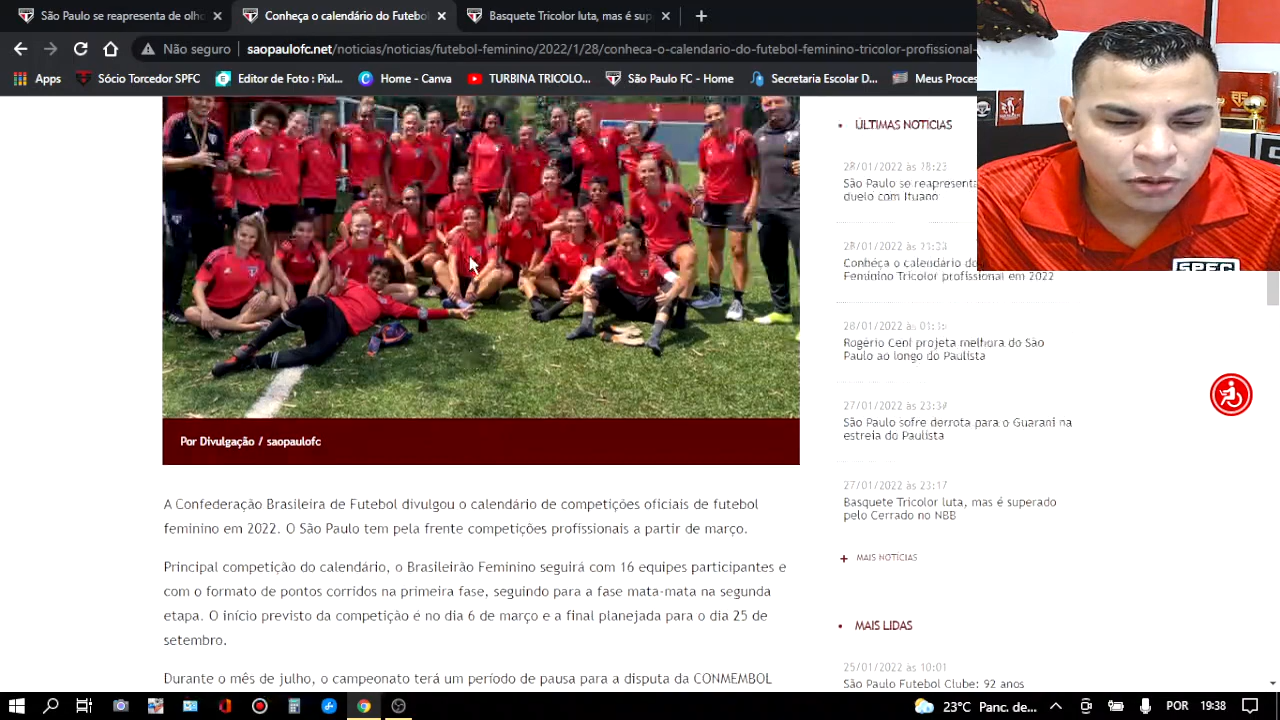 São Paulo se reapresenta e olho
Futebol - Futebol
Basquete Tricolor luta, mas é sup
Não seguro
saopaulofc.net/noticias/noticias/futebol-feminino/2022/1/28/conheca-o-calendario-do-futebol-feminino-tricolor-profissional-
Apps
Sócio Torcedor SPFC
Editor de Foto : Pixl...
Home - Canva
TURBINA TRICOLO...
São Paulo FC - Home
Secretaria Escolar D...
Meus Proces
ÚLTIMAS NOTÍCIAS
São Paulo se reapresenta
duelo com Ituano
Conheça o calendário do
Feminino Tricolor profissional em 2022
Rogério Ceni projeta melhora do São
Paulo ao longo do Paulista
27/01/2022 às 23:39
São Paulo sofre derrota para o Guarani na
estreia do Paulista
27/01/2022 às 23:17
Basquete Tricolor luta, mas é superado
pelo Cerrado no NBB
MAIS NOTÍCIAS
MAIS LIDAS
25/01/2022 às 10:01
São Paulo Futebol Clube: 92 anos
Por Divulgação / saopaulofc
A Confederação Brasileira de Futebol divulgou o calendário de competições oficiais de futebol
feminino em 2022. O São Paulo tem pela frente competições profissionais a partir de março.
Principal competição do calendário, o Brasileirão Feminino seguirá com 16 equipes participantes e
com o formato de pontos corridos na primeira fase, seguindo para a fase mata-mata na segunda
etapa. O início previsto da competição é no dia 6 de março e a final planejada para o dia 25 de
setembro.
Durante o mês de julho, o campeonato terá um período de pausa para a disputa da CONMEMBOL
SPFC
23°C Panc. de...
POR
19:38